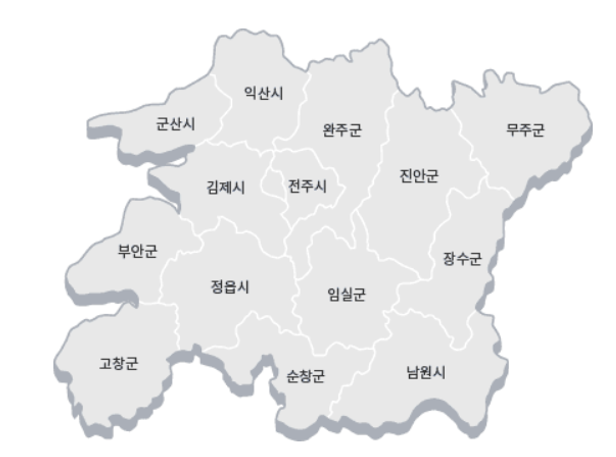 익산시
군산시
완주군
무주군
진안군
김제시
전주시
부안군
장수군
정읍시
임실군
고창군
순창군
남원시